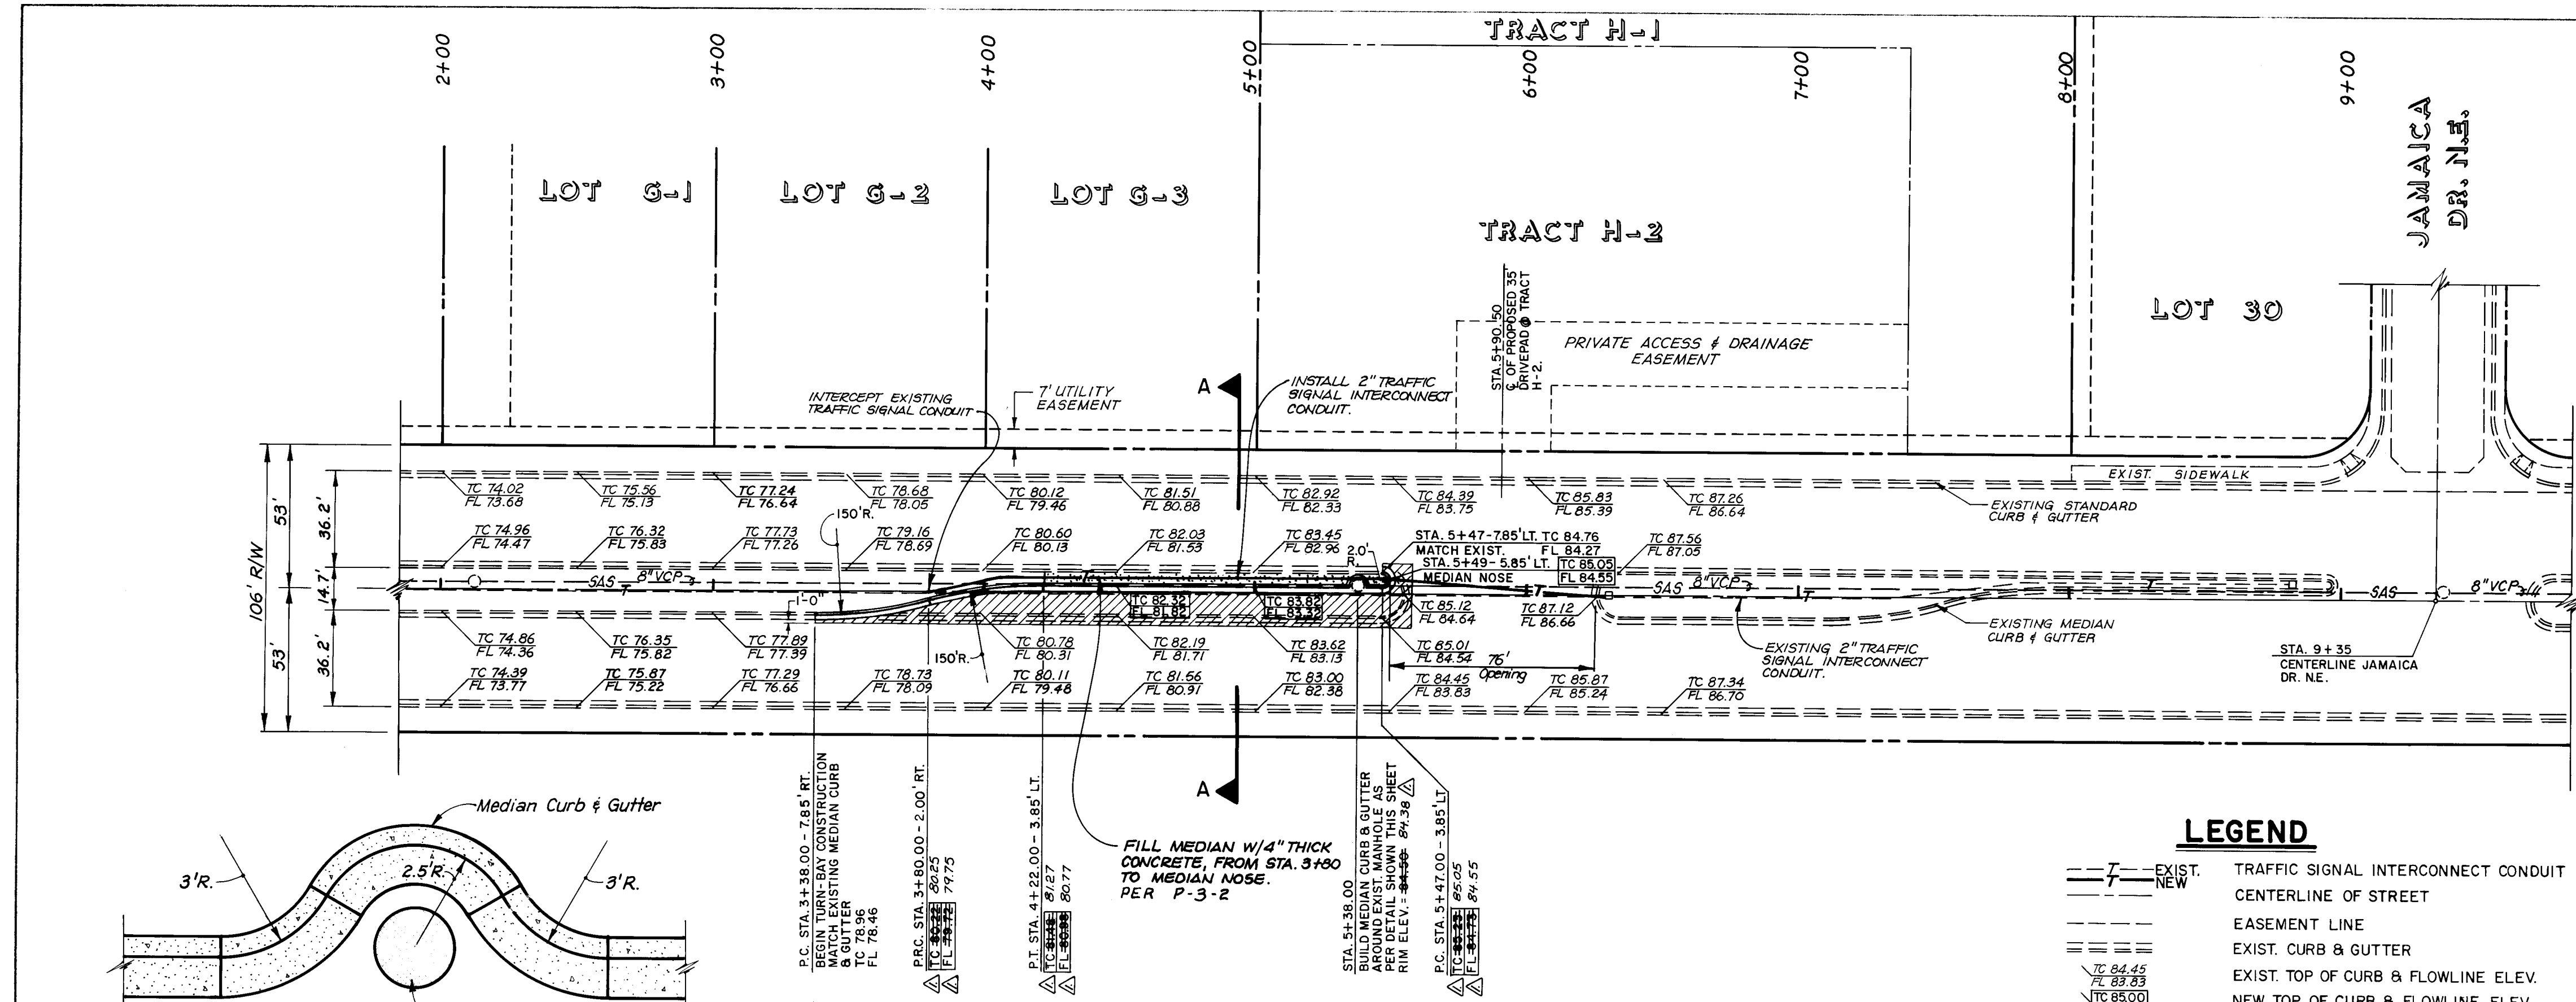 2+00
3+00
4+00
5+00
6+00
7+00
8+00
9+00
TRACT H-1
JAMAICA
DR. N.E.
LOT G-1
LOT G-2
LOT G-3
TRACT H-2
LOT 30
STA. 5+90.50
℄ OF PROPOSED 35'
DRIVEPAD @ TRACT
H-2.
PRIVATE ACCESS & DRAINAGE
EASEMENT
INTERCEPT EXISTING
TRAFFIC SIGNAL CONDUIT
7' UTILITY
EASEMENT
A
INSTALL 2" TRAFFIC
SIGNAL INTERCONNECT
CONDUIT.
EXIST. SIDEWALK
EXISTING STANDARD
CURB & GUTTER
106' R/W
53'
53'
36.2'
14.7'
36.2'
TC 74.02
FL 73.68
TC 75.56
FL 75.13
TC 77.24
FL 76.64
TC 78.68
FL 78.05
TC 80.12
FL 79.46
TC 81.51
FL 80.88
TC 82.92
FL 82.33
TC 84.39
FL 83.75
TC 85.83
FL 85.39
TC 87.26
FL 86.64
150'R.
TC 74.96
FL 74.47
TC 76.32
FL 75.83
TC 77.73
FL 77.26
TC 79.16
FL 78.69
TC 80.60
FL 80.13
TC 82.03
FL 81.53
TC 83.45
FL 82.96
2.0'
R.
STA. 5+47-7.85' LT. TC 84.76
MATCH EXIST. FL 84.27
STA. 5+49-5.85' LT. TC 85.05
MEDIAN NOSE FL 84.55
TC 87.56
FL 87.05
SAS 8" VCP
T
T
SAS 8" VCP
T
T
T
SAS 8" VCP
1'-0"
TC 82.32
FL 81.82
TC 83.82
FL 83.32
TC 85.12
FL 84.64
TC 87.12
FL 86.66
TC 74.86
FL 74.36
TC 76.35
FL 75.82
TC 77.89
FL 77.39
150'R.
TC 80.78
FL 80.31
TC 82.19
FL 81.71
TC 83.62
FL 83.13
TC 85.01
FL 84.54
76'
Opening
EXISTING 2" TRAFFIC
SIGNAL INTERCONNECT
CONDUIT.
EXISTING MEDIAN
CURB & GUTTER
STA. 9+35
CENTERLINE JAMAICA
DR. N.E.
TC 74.39
FL 73.77
TC 75.87
FL 75.22
TC 77.29
FL 76.66
TC 78.73
FL 78.09
TC 80.11
FL 79.48
TC 81.56
FL 80.91
TC 83.00
FL 82.38
TC 84.45
FL 83.83
TC 85.87
FL 85.24
TC 87.34
FL 86.70
A
P.C. STA. 3+38.00 - 7.85' RT.
BEGIN TURN-BAY CONSTRUCTION
MATCH EXISTING MEDIAN CURB
& GUTTER
TC 78.96
FL 78.46
P.R.C. STA. 3+80.00 - 2.00' RT.
TC 80.22 80.25
FL 79.72 79.75
P.T. STA. 4+22.00 - 3.85' LT.
TC 81.27
FL 80.77
FILL MEDIAN W/4" THICK
CONCRETE, FROM STA. 3+80
TO MEDIAN NOSE.
PER P-3-2
STA. 5+38.00
BUILD MEDIAN CURB & GUTTER
AROUND EXIST. MANHOLE AS
PER DETAIL SHOWN THIS SHEET
RIM ELEV. = 84.50 84.38
P.C. STA. 5+47.00 - 3.85' LT.
TC 85.05
FL 84.55
Median Curb & Gutter
3'R.
2.5'R.
3'R.
LEGEND
T EXIST. TRAFFIC SIGNAL INTERCONNECT CONDUIT
T NEW
CENTERLINE OF STREET
EASEMENT LINE
EXIST. CURB & GUTTER
TC 84.45
FL 83.83
EXIST. TOP OF CURB & FLOWLINE ELEV.
TC 85.00
NEW TOP OF CURB & FLOWLINE ELEV.